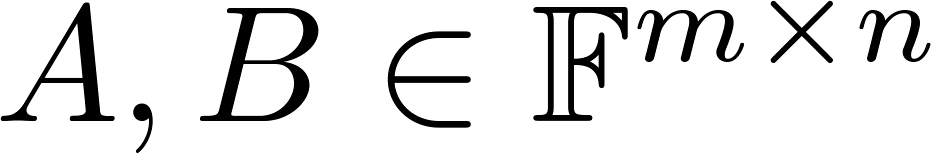 A, B ∈ 𝔽^{m×n}